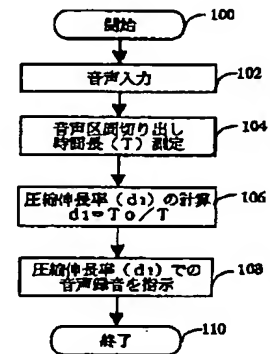 開始
100
音声入力
102
音声区間切り出し
時間長(T)測定
104
圧縮伸長率(d1)の計算
d1=To/T
106
圧縮伸長率(d1)での
音声録音を指示
108
終了
110